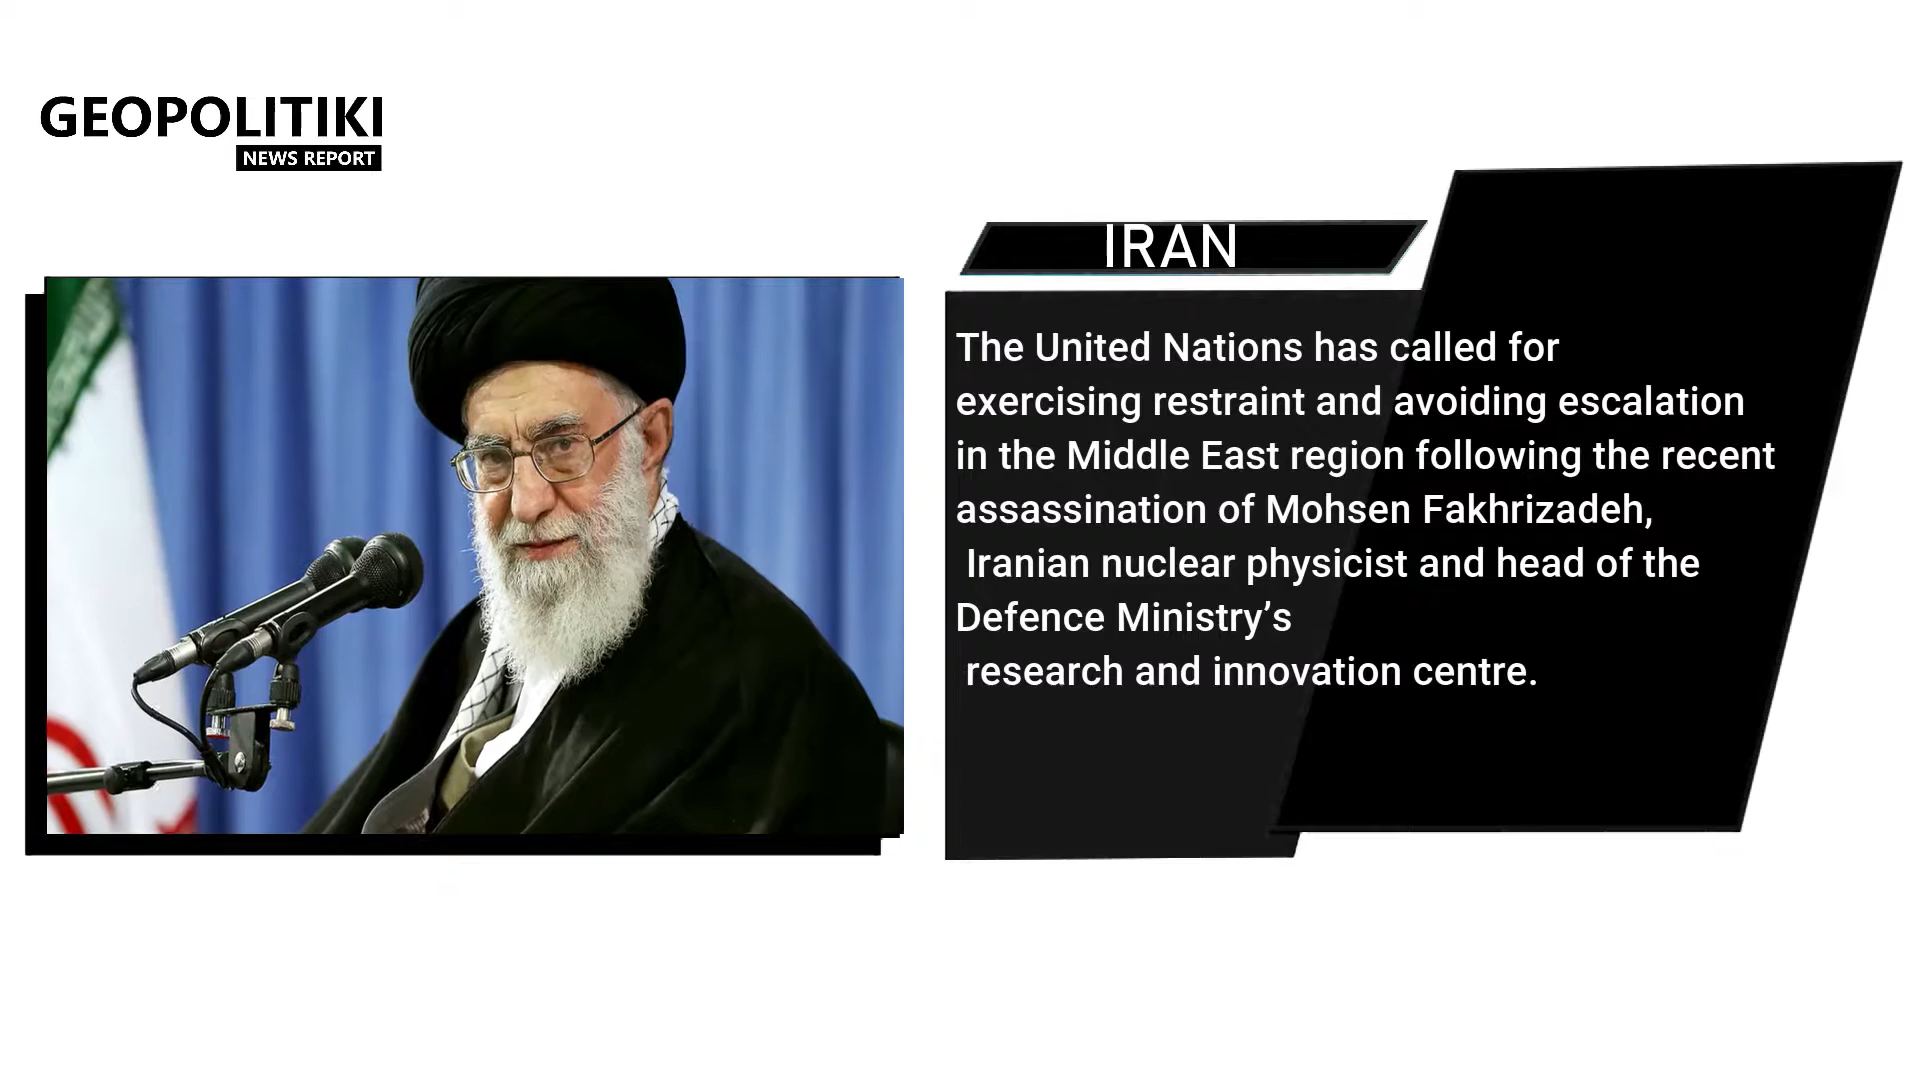 GEOPOLITIKI
NEWS REPORT
IRAN
The United Nations has called for
exercising restraint and avoiding escalation
in the Middle East region following the recent
assassination of Mohsen Fakhrizadeh,
Iranian nuclear physicist and head of the
Defence Ministry’s
research and innovation centre.